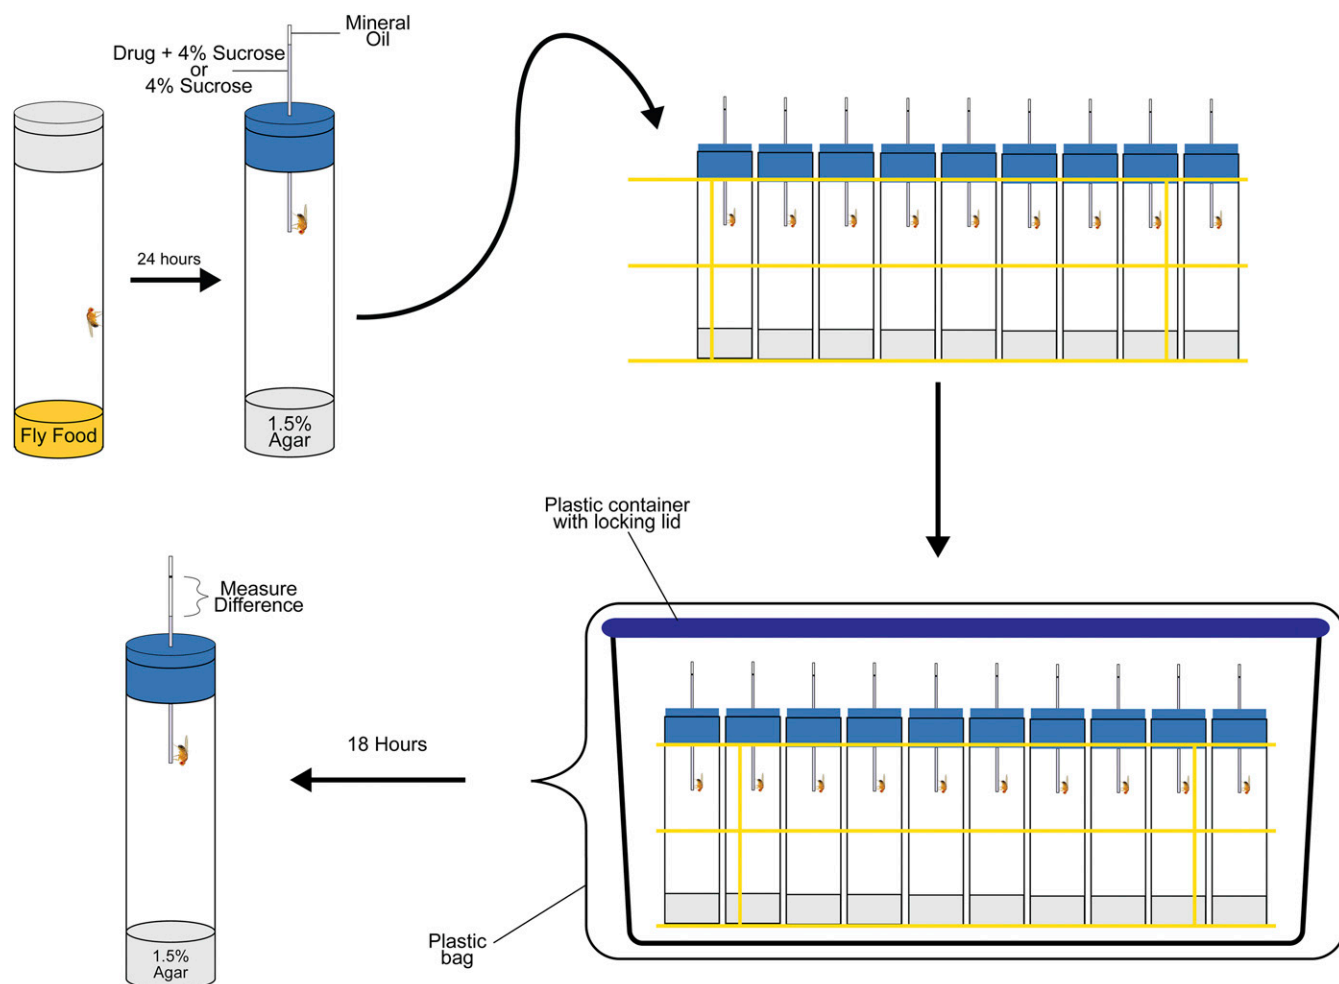 Mineral
Oil
Drug + 4% Sucrose
or
4% Sucrose
24 hours
Fly Food
1.5%
Agar
Plastic container
with locking lid
Measure
Difference
18 Hours
Plastic
bag
1.5%
Agar